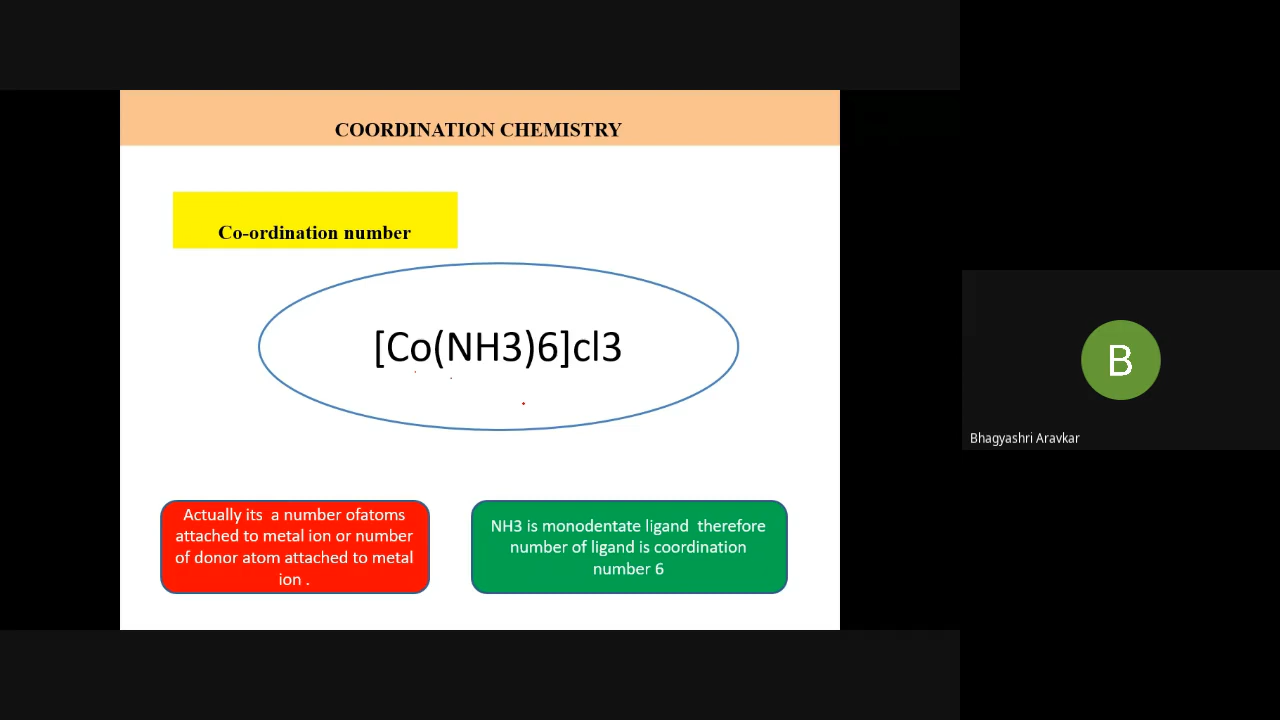 COORDINATION CHEMISTRY
Co-ordination number
[Co(NH3)6]cl3
Actually its a number ofatoms
attached to metal ion or number
of donor atom attached to metal
ion .
NH3 is monodentate ligand therefore
number of ligand is coordination
number 6
B
Bhagyashri Aravkar